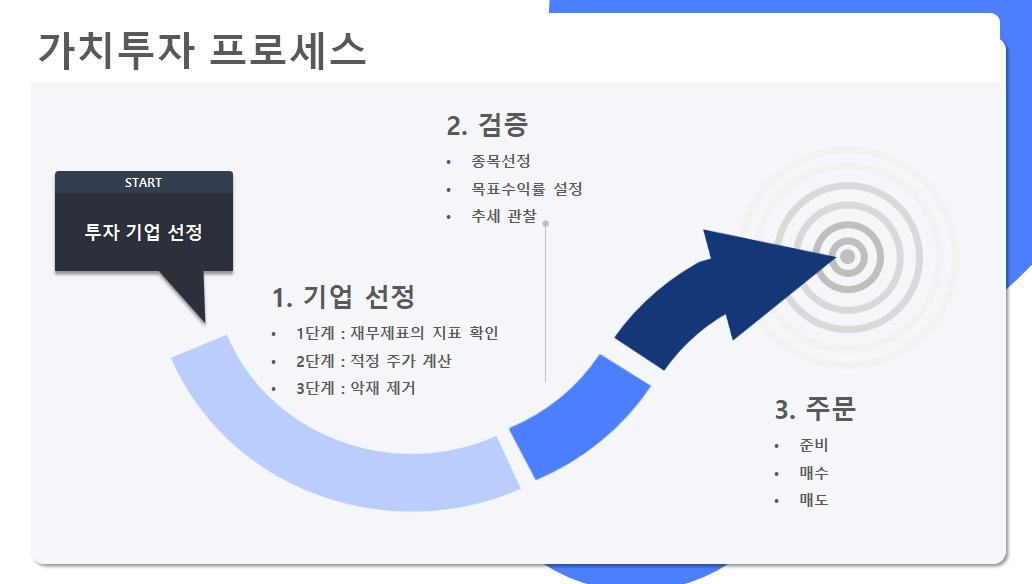 가치투자 프로세스
START
투자 기업 선정
1. 기업 선정
• 1단계 : 재무제표의 지표 확인
• 2단계 : 적정 주가 계산
• 3단계 : 악재 제거
2. 검증
• 종목선정
• 목표수익률 설정
• 추세 관찰
3. 주문
• 준비
• 매수
• 매도